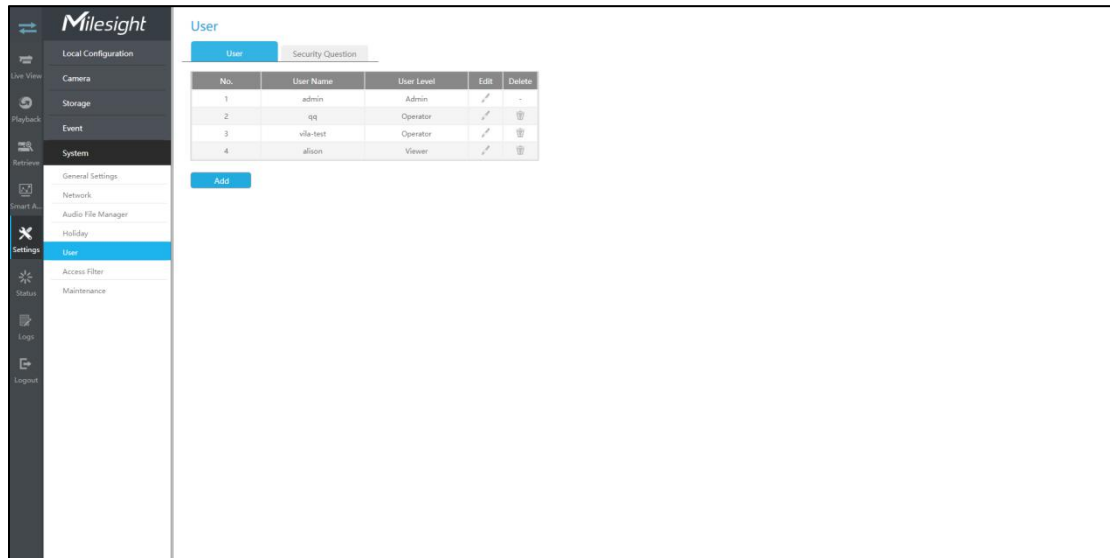 Milesight
Live View
Playback
Retrieve
Smart A...
Settings
Status
Logs
Logout
Local Configuration
Camera
Storage
Event
System
General Settings
Network
Audio File Manager
Holiday
User
Access Filter
Maintenance
User
User Security Question
No. User Name User Level Edit Delete
1 admin Admin -
2 qq Operator
3 vila-test Operator
4 alison Viewer
Add